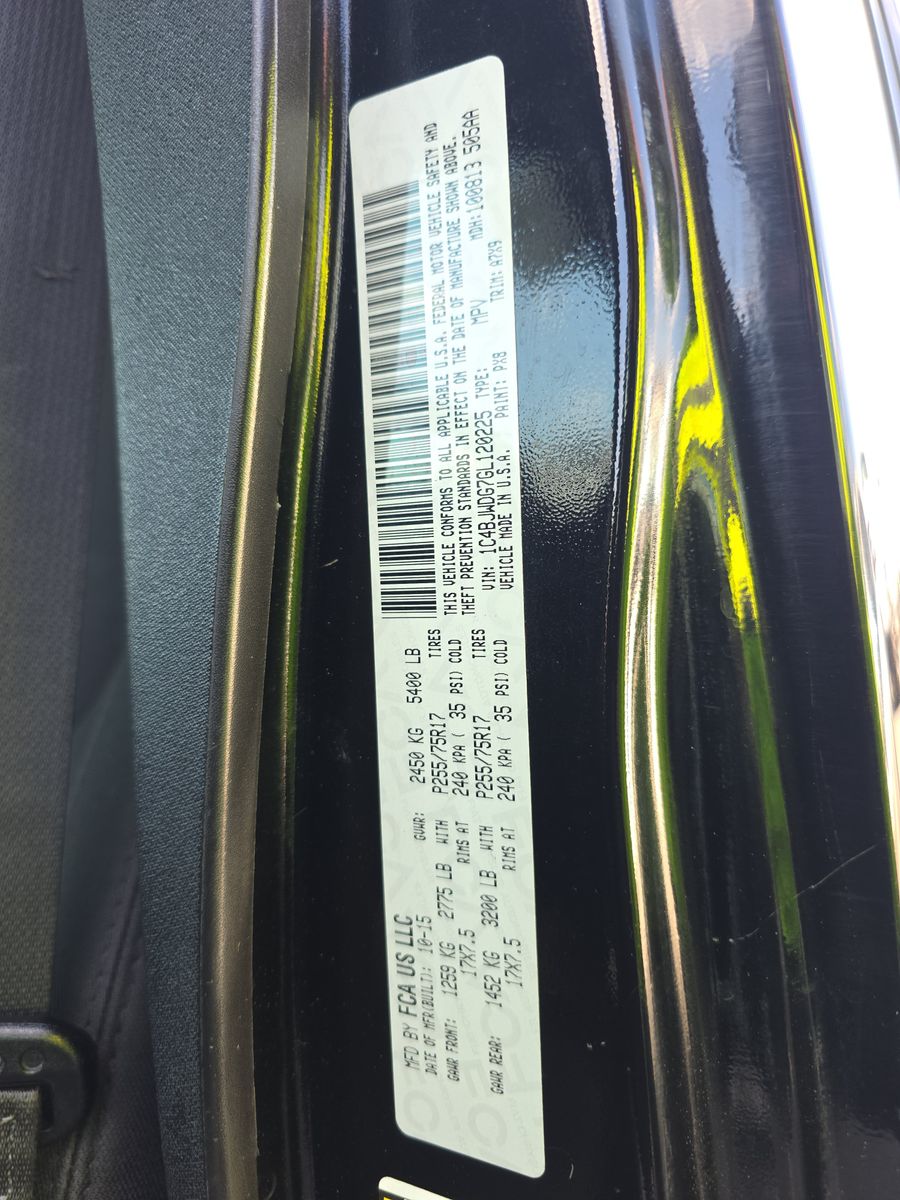 MFD BY FCA US LLC
DATE OF MFR(BUILT): 10-15 GVWR: 2450 KG 5400 LB
GAWR FRONT: 1259 KG 2775 LB WITH P255/75R17 TIRES
17X7.5 RIMS AT 240 KPA ( 35 PSI) COLD
GAWR REAR: 1452 KG 3200 LB WITH P255/75R17 TIRES
17X7.5 RIMS AT 240 KPA ( 35 PSI) COLD
THIS VEHICLE CONFORMS TO ALL APPLICABLE U.S.A. FEDERAL MOTOR VEHICLE SAFETY AND
THEFT PREVENTION STANDARDS IN EFFECT ON THE DATE OF MANUFACTURE SHOWN ABOVE.
VIN: 1C4BJWDG7GL120225 TYPE: MPV MDH:100813 505AA
VEHICLE MADE IN U.S.A. PAINT: PX8 TRIM: A7X9